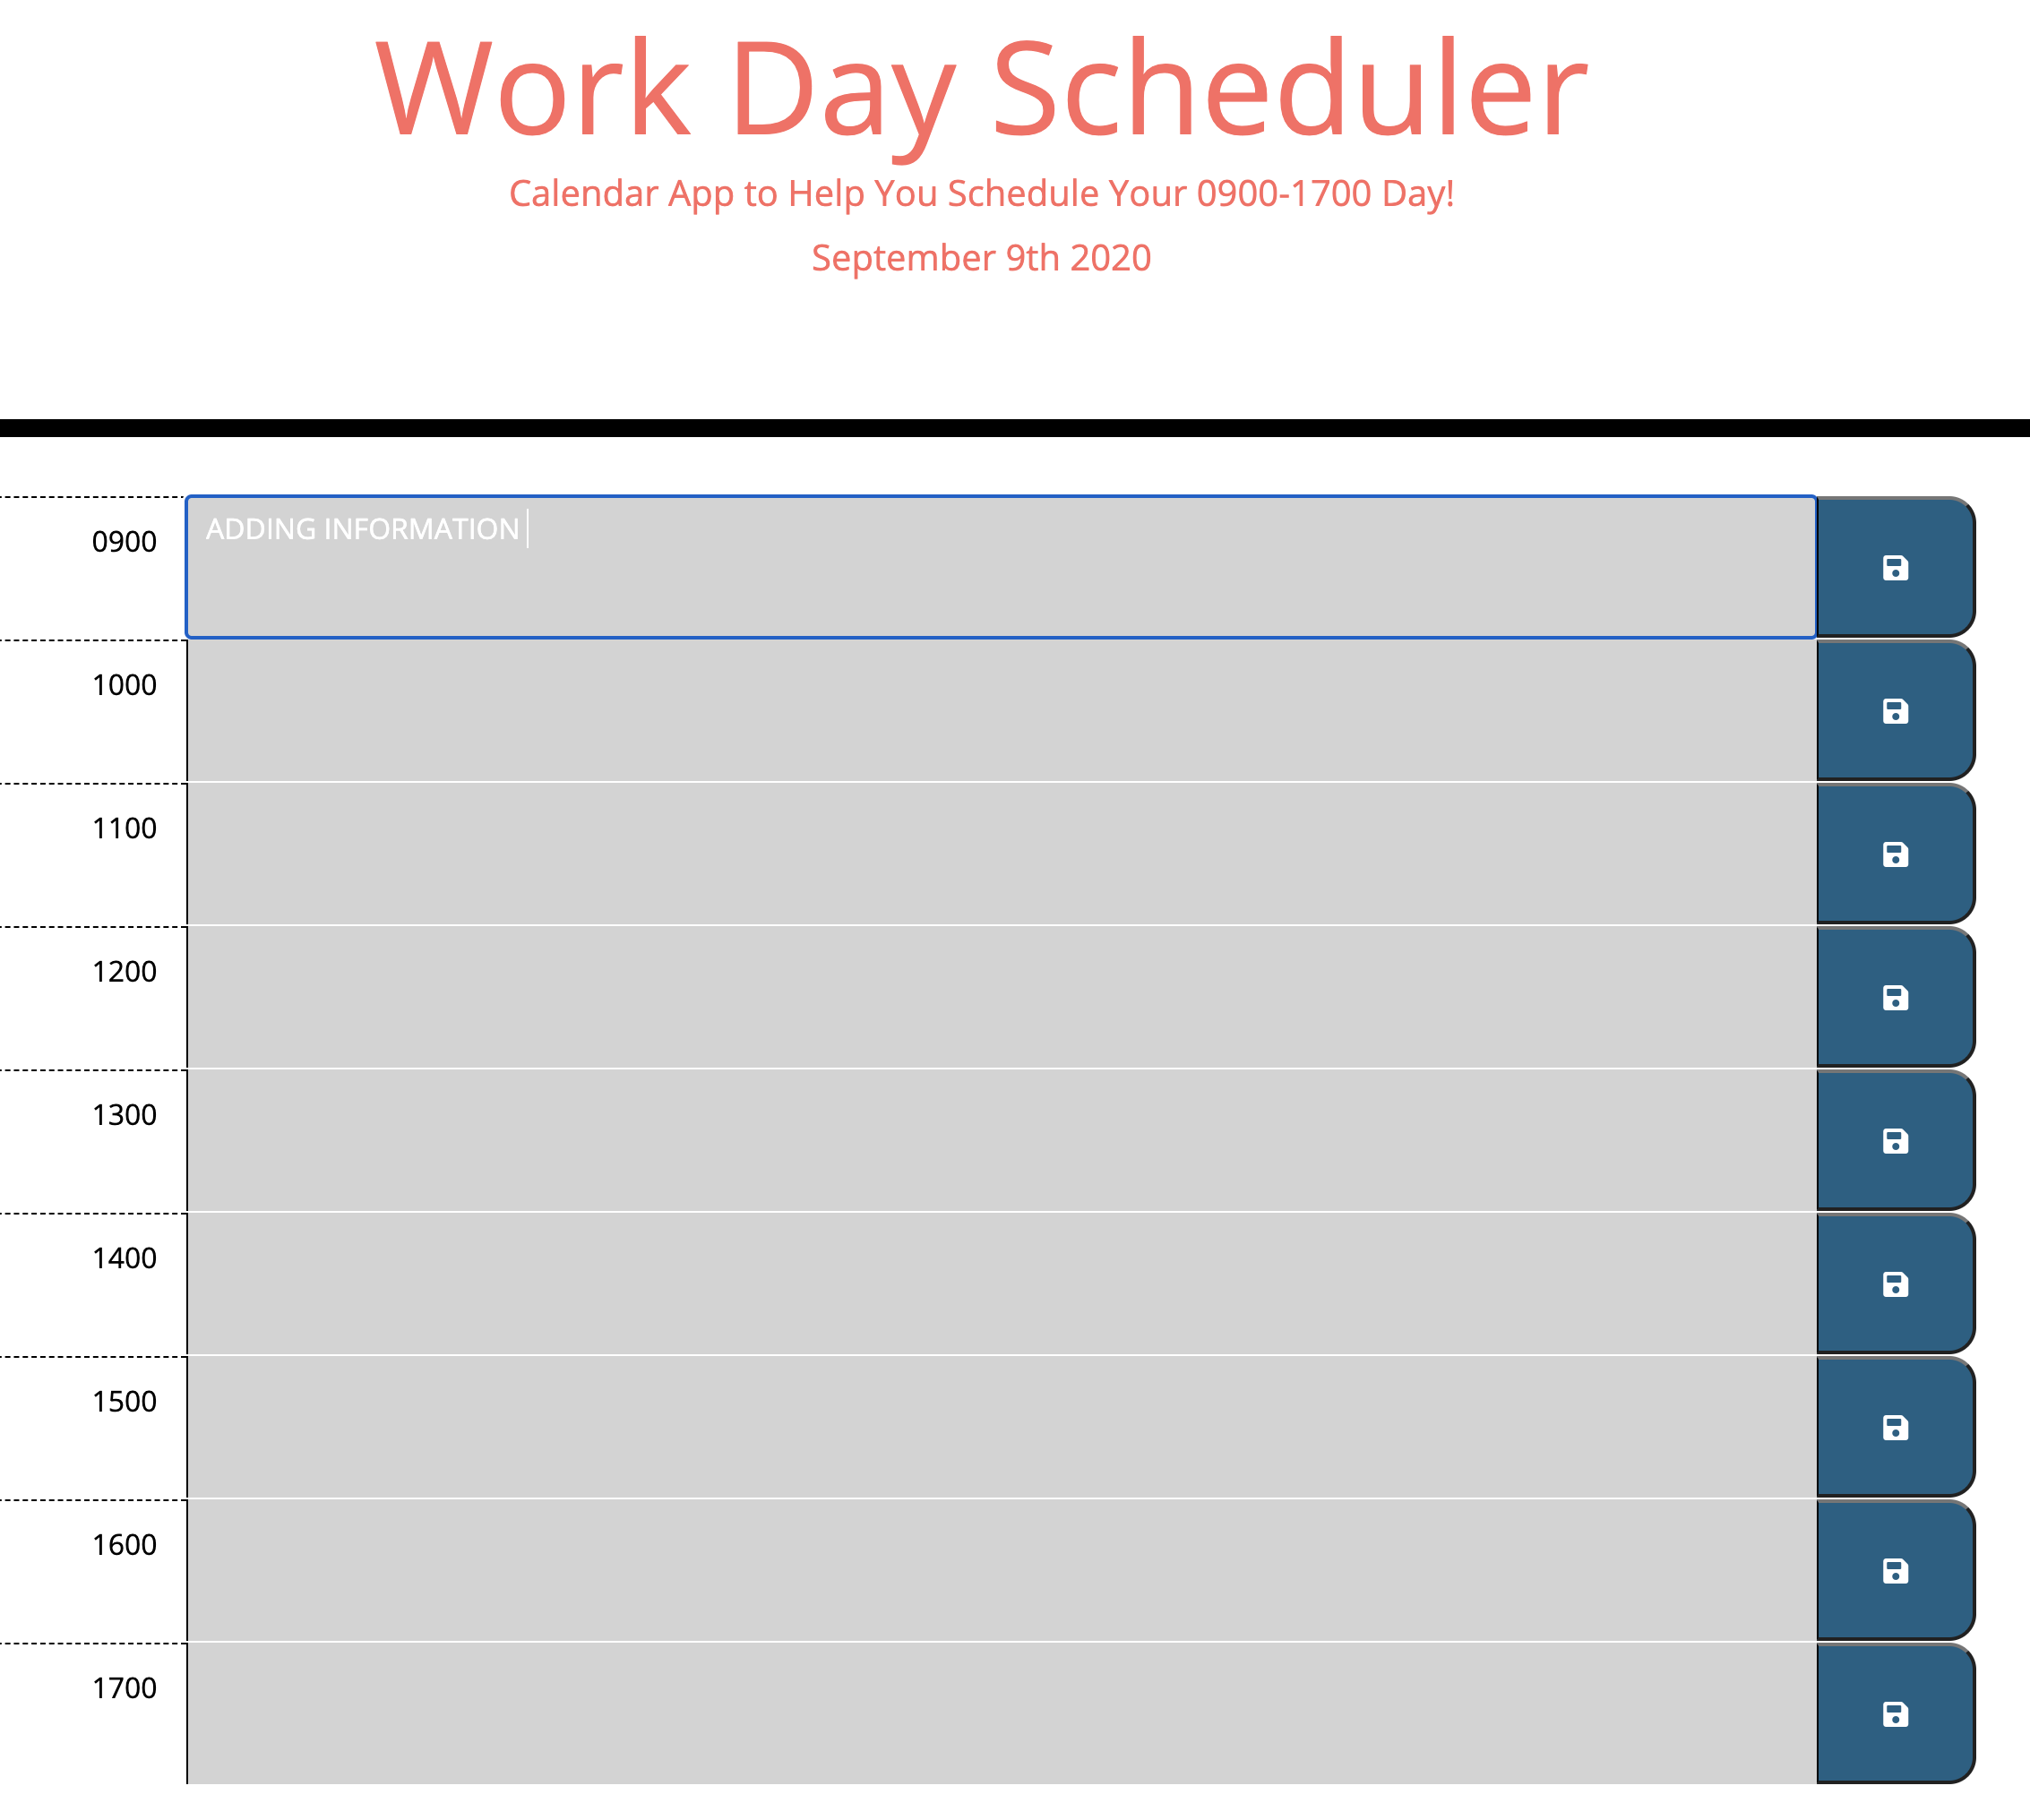 Work Day Scheduler
Calendar App to Help You Schedule Your 0900-1700 Day!
September 9th 2020
0900
ADDING INFORMATION
1000
1100
1200
1300
1400
1500
1600
1700